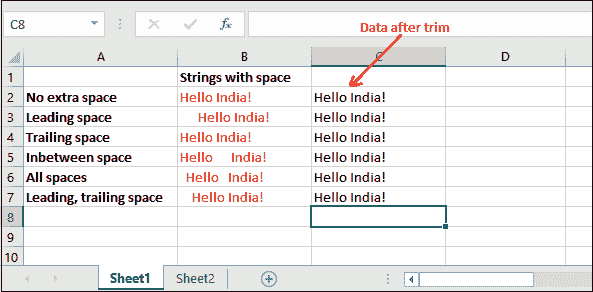 C8 fx
Data after trim
A B C D
1 Strings with space
2 No extra space Hello India! Hello India!
3 Leading space Hello India! Hello India!
4 Trailing space Hello India! Hello India!
5 Inbetween space Hello India! Hello India!
6 All spaces Hello India! Hello India!
7 Leading, trailing space Hello India! Hello India!
8
9
10
Sheet1 Sheet2